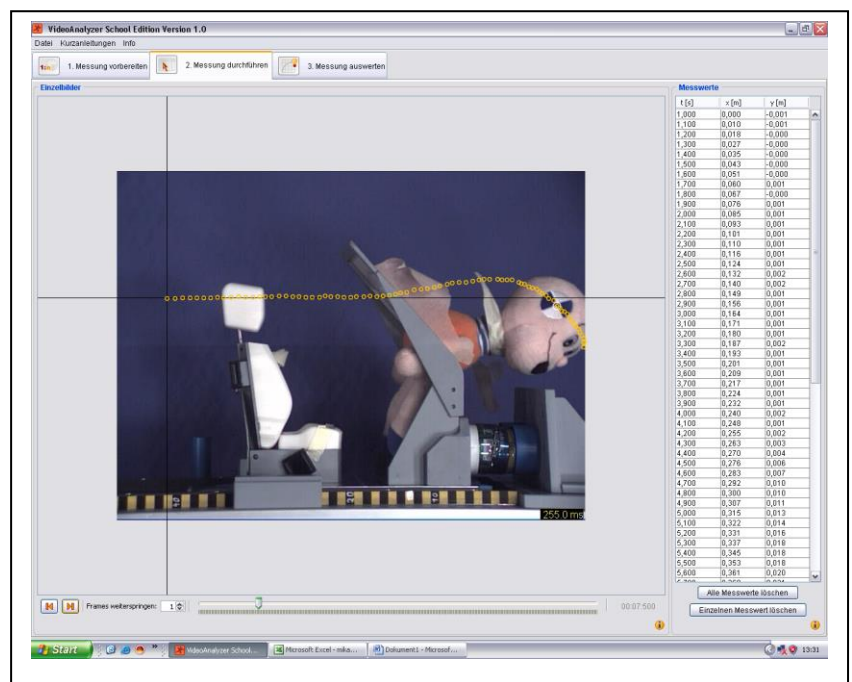 VideoAnalyzer School Edition Version 1.0
Datei Kurzanleitungen Info
1. Messung vorbereiten 2. Messung durchführen 3. Messung auswerten
Einzelbilder
Messwerte
t [s] x [m] y [m]
1,000 0,000 -0,001
1,100 0,010 -0,001
1,200 0,018 -0,000
1,300 0,027 -0,000
1,400 0,035 -0,000
1,500 0,043 -0,000
1,600 0,051 -0,000
1,700 0,060 0,001
1,800 0,067 -0,000
1,900 0,076 0,001
2,000 0,085 0,001
2,100 0,093 0,001
2,200 0,101 0,001
2,300 0,110 0,001
2,400 0,116 0,001
2,500 0,124 0,001
2,600 0,132 0,002
2,700 0,140 0,002
2,800 0,149 0,001
2,900 0,156 0,001
3,000 0,164 0,001
3,100 0,171 0,001
3,200 0,180 0,001
3,300 0,187 0,002
3,400 0,193 0,001
3,500 0,201 0,001
3,600 0,209 0,001
3,700 0,217 0,001
3,800 0,224 0,001
3,900 0,232 0,001
4,000 0,240 0,002
4,100 0,248 0,001
4,200 0,255 0,002
4,300 0,263 0,003
4,400 0,270 0,004
4,500 0,276 0,006
4,600 0,283 0,007
4,700 0,292 0,010
4,800 0,300 0,010
4,900 0,307 0,011
5,000 0,315 0,013
5,100 0,322 0,014
5,200 0,331 0,016
5,300 0,337 0,018
5,400 0,345 0,018
5,500 0,353 0,018
5,600 0,361 0,020
10 20
255.0 ms
Alle Messwerte löschen
Frames weiterspringen: 1 00:07:500
Einzelnen Messwert löschen
Start VideoAnalyzer School... Microsoft Excel - mika... Dokument1 - Microsof... 13:31